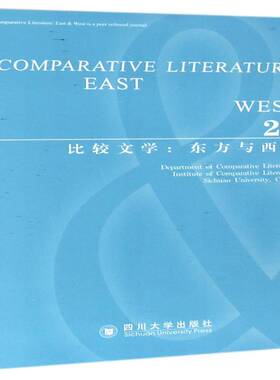 Comparative Literature: East & West is a peer refereed journal
COMPARATIVE LITERATUR
EAST
WES
2
比较文学：东方与西
Department of Comparative Litera
Institute of Comparative Litera
Sichuan University, C
四川大学出版社
Sichuan University Press